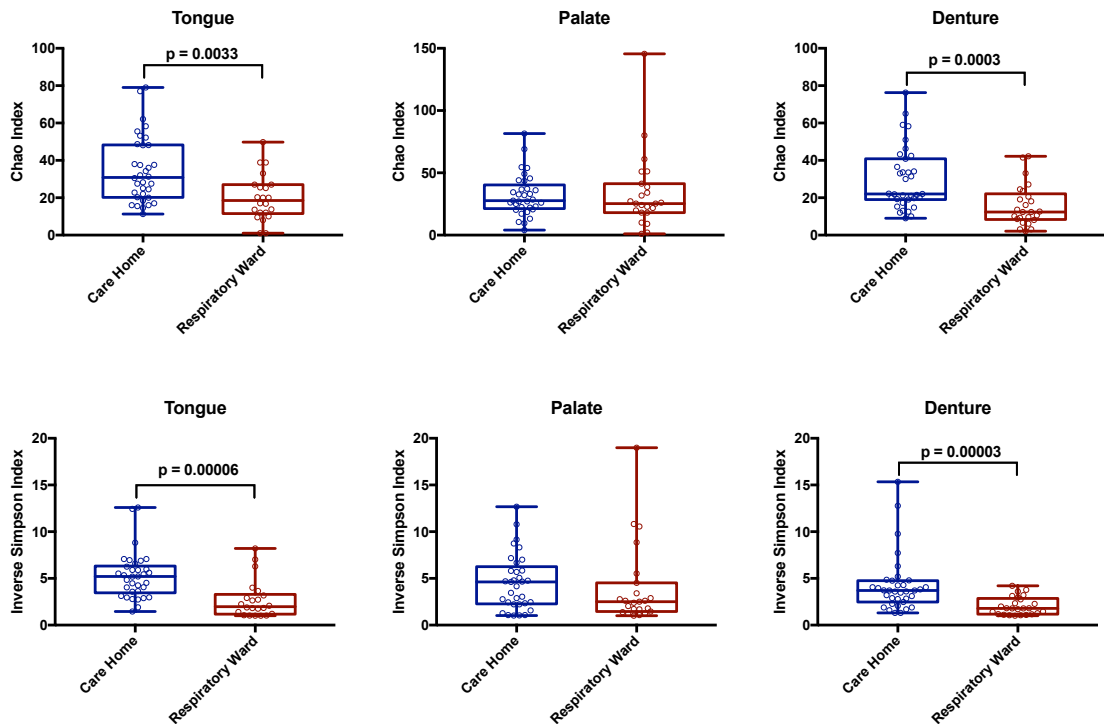 Tongue
p = 0.0033
100
80
60
40
20
0
Chao Index
Care Home
Respiratory Ward
Palate
150
100
50
0
Chao Index
Care Home
Respiratory Ward
Denture
p = 0.0003
100
80
60
40
20
0
Chao Index
Care Home
Respiratory Ward
Tongue
p = 0.00006
20
15
10
5
0
Inverse Simpson Index
Care Home
Respiratory Ward
Palate
20
15
10
5
0
Inverse Simpson Index
Care Home
Respiratory Ward
Denture
p = 0.00003
20
15
10
5
0
Inverse Simpson Index
Care Home
Respiratory Ward